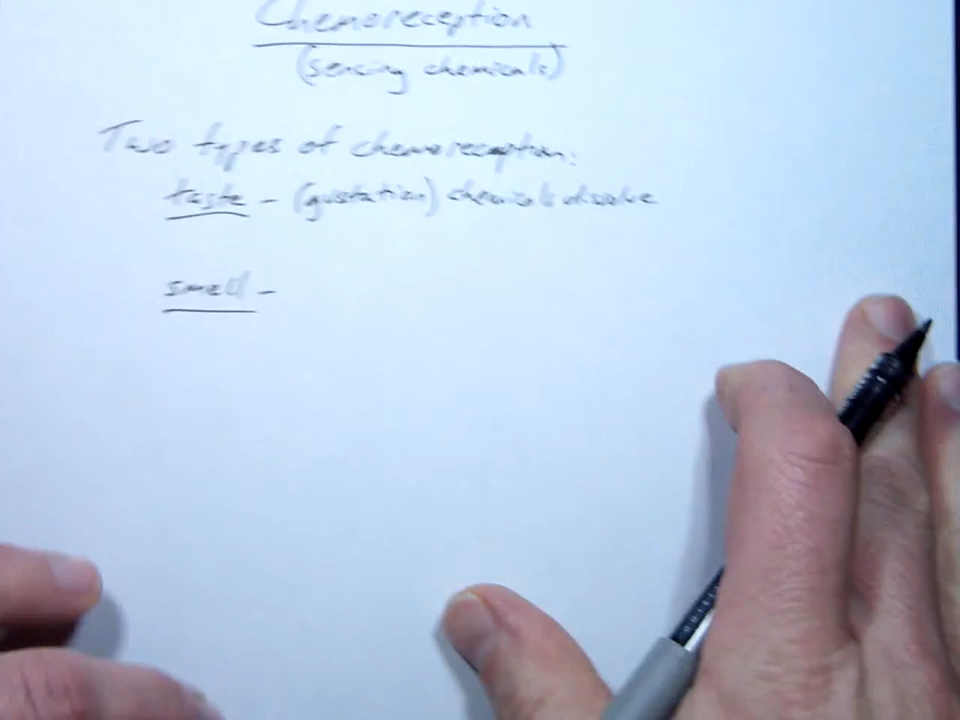 Chemoreception
(sensing chemicals)
Two types of chemoreception:
taste - (gustation) chemicals dissolve
smell -